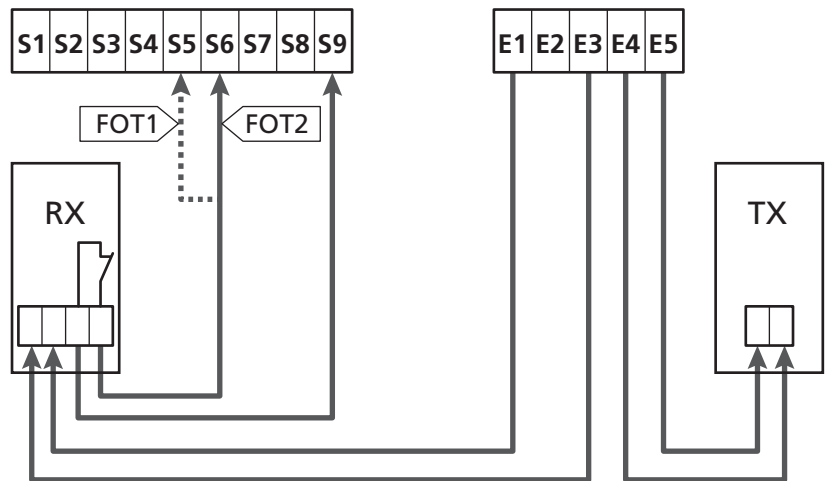 S1 S2 S3 S4 S5 S6 S7 S8 S9
E1 E2 E3 E4 E5
FOT1
FOT2
RX
TX